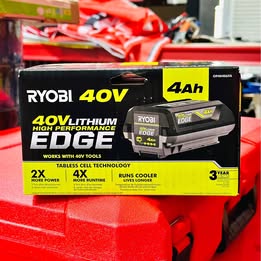 RYOBI 40V
4Ah
40V LITHIUM
HIGH PERFORMANCE
EDGE
WORKS WITH 40V TOOLS
EDGE
TABLESS CELL TECHNOLOGY
2X
MORE POWER
4X
MORE RUNTIME
RUNS COOLER
LIVES LONGER
3 YEAR